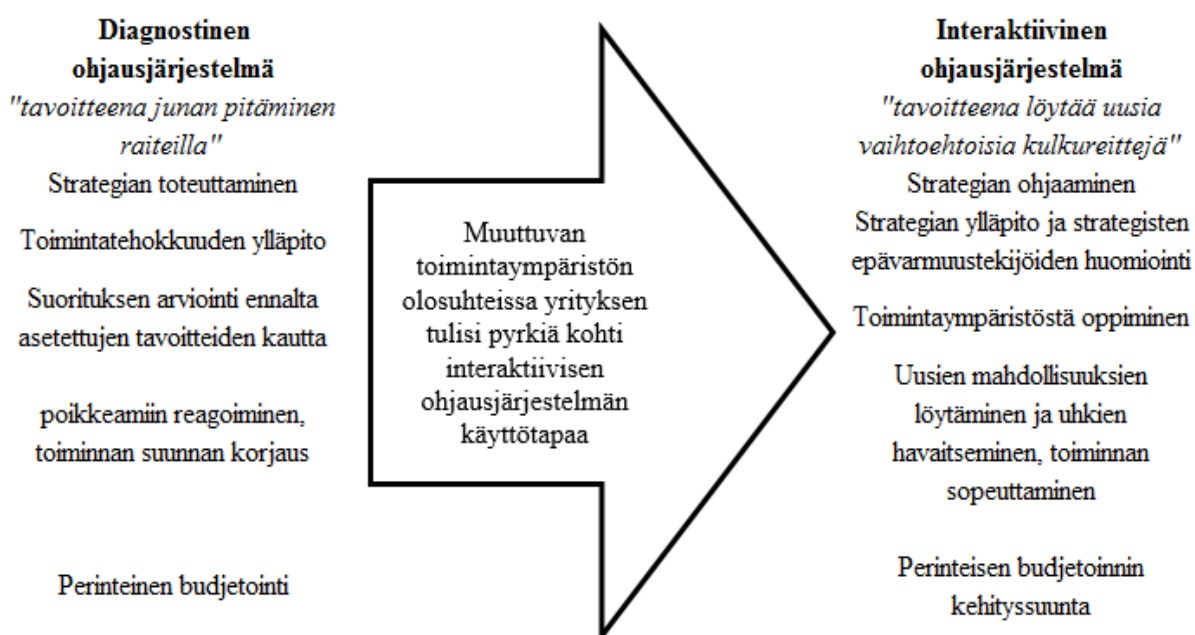 Diagnostinen
ohjausjärjestelmä
"tavoitteena junan pitäminen
raiteilla"
Strategian toteuttaminen
Toimintatehokkuuden ylläpito
Suorituksen arviointi ennalta
asetettujen tavoitteiden kautta
poikkeamiin reagoiminen,
toiminnan suunnan korjaus
Perinteinen budjetointi
Muuttuvan
toimintaympäristön
olosuhteissa yrityksen
tulisi pyrkiä kohti
interaktiivisen
ohjausjärjestelmän
käyttötapaa
Interaktiivinen
ohjausjärjestelmä
"tavoitteena löytää uusia
vaihtoehtoisia kulkureittejä"
Strategian ohjaaminen
Strategian ylläpito ja strategisten
epävarmuustekijöiden huomiointi
Toimintaympäristöstä oppiminen
Uusien mahdollisuuksien
löytäminen ja uhkien
havaitseminen, toiminnan
sopeuttaminen
Perinteisen budjetoinnin
kehityssuunta